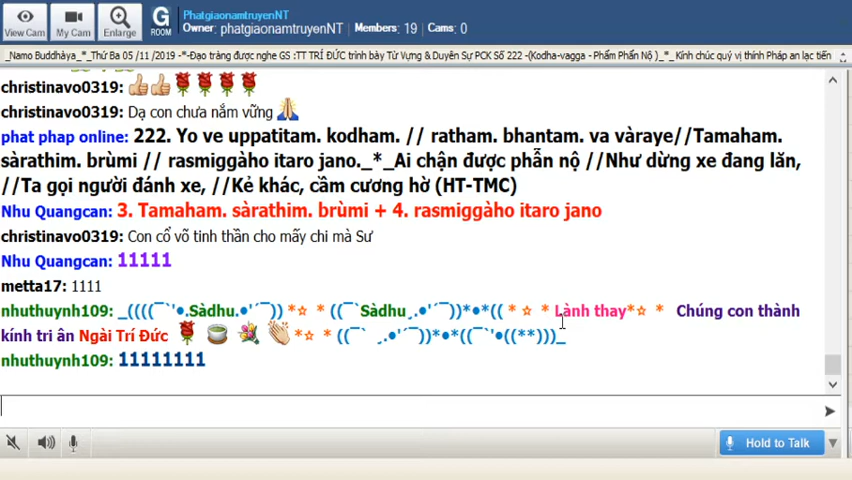 PhatgiaonamtruyenNT
Owner: phatgiaonamtruyenNT Members: 19 Cams: 0
View Cam My Cam Enlarge G ROOM
_Namo Buddhàya_*_Thứ Ba 05 /11 /2019 -*-Đạo tràng được nghe GS :TT TRÍ ĐỨC trình bày Từ Vựng & Duyên Sự PCK Số 222 -(Kodha-vagga - Phẩm Phẫn Nộ )_*_ Kính chúc quý vị thính Pháp an lạc tiến
christinavo0319:
christinavo0319: Dạ con chưa nắm vững
phat phap online: 222. Yo ve uppatitam. kodham. // ratham. bhantam. va vàraye//Tamaham.
sàrathim. brùmi // rasmiggàho itaro jano._*_Ai chận được phẫn nộ //Như dừng xe đang lăn,
//Ta gọi người đánh xe, //Kẻ khác, cầm cương hờ (HT-TMC)
Nhu Quangcan: 3. Tamaham. sàrathim. brùmi + 4. rasmiggàho itaro jano
christinavo0319: Con cổ võ tinh thần cho mấy chi mà Sư
Nhu Quangcan: 11111
metta17: 1111
nhuthuynh109: _((((¯`'•.Sàdhu.•'´¯)) *☆ * ((¯`Sàdhu¸.•'´¯))*•*(( * ☆ * Lành thay*☆ * Chúng con thành
kính tri ân Ngài Trí Đức *☆ * ((¯` ¸.•'´¯))*•*((¯`'•((**)))_
nhuthuynh109: 11111111
Hold to Talk